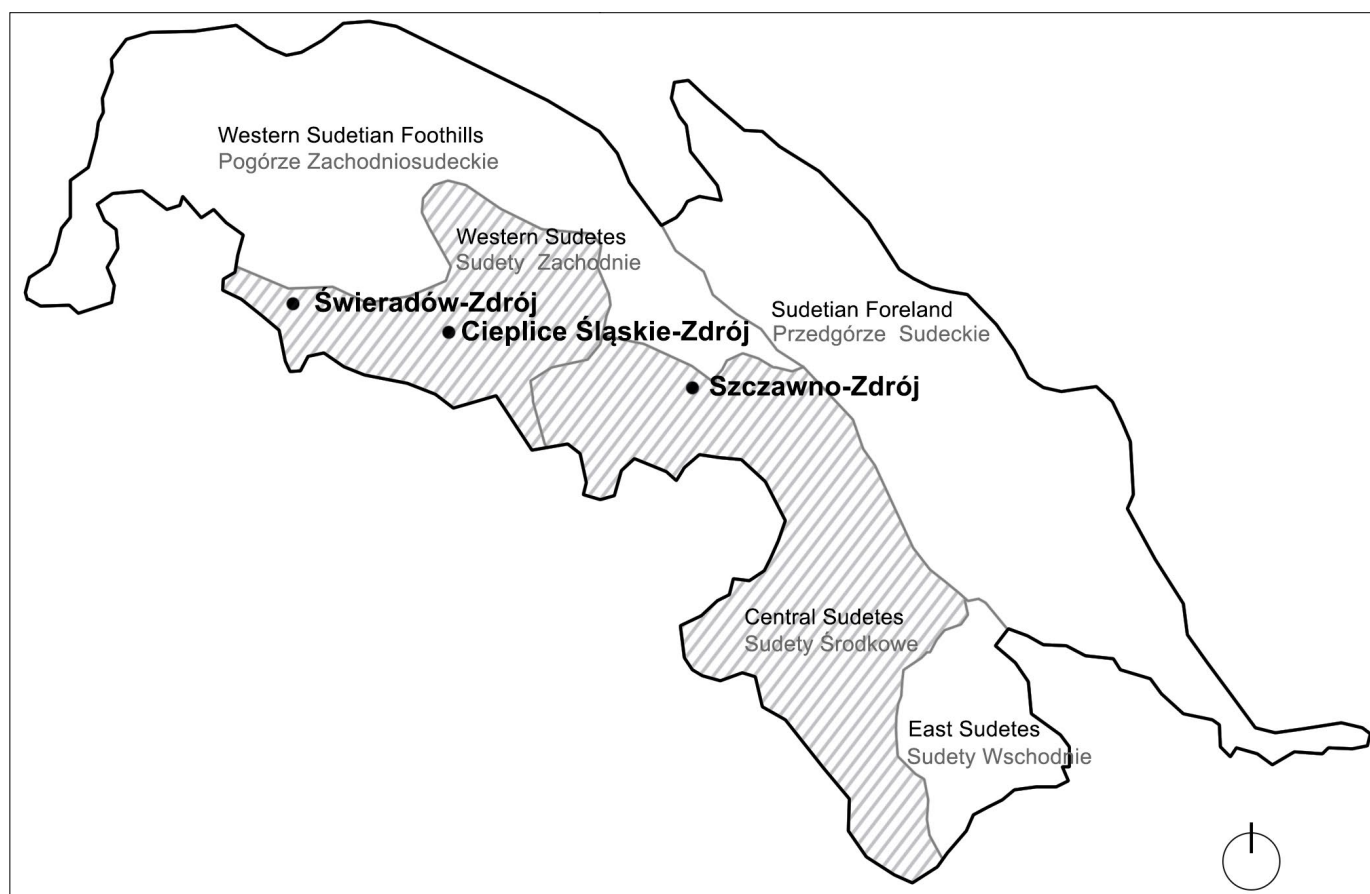 Western Sudetian Foothills
Pogórze Zachodniosudeckie
Western Sudetes
Sudety Zachodnie
Świeradów-Zdrój
Cieplice Śląskie-Zdrój
Sudetian Foreland
Przedgórze Sudeckie
Szczawno-Zdrój
Central Sudetes
Sudety Środkowe
East Sudetes
Sudety Wschodnie